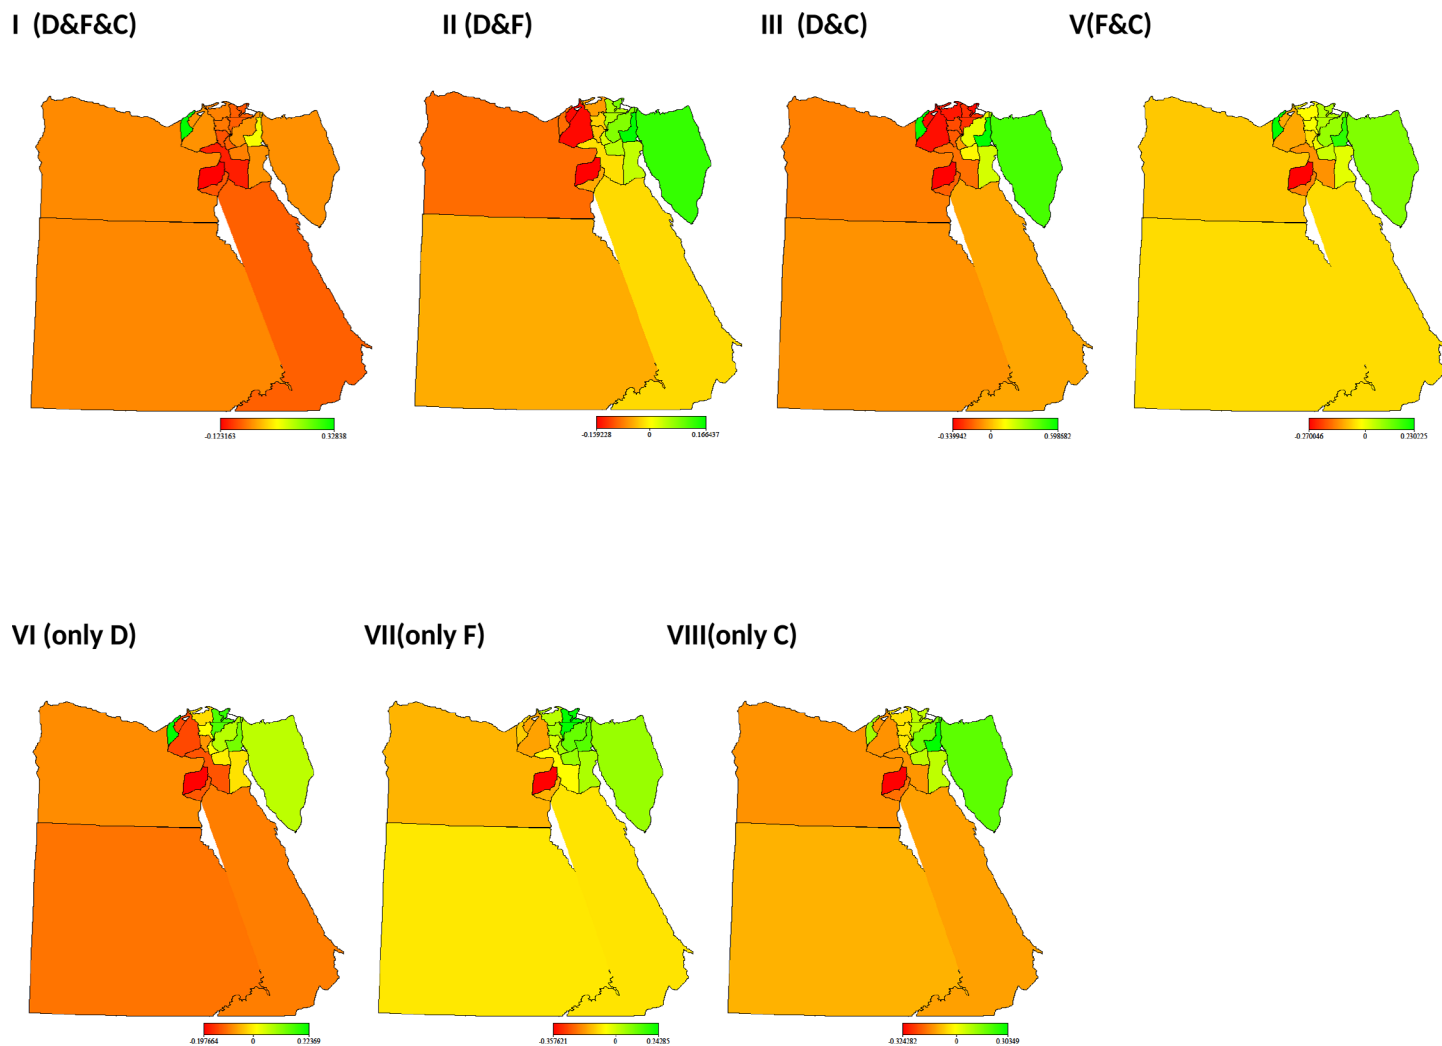 I (D&F&C) II (D&F) III (D&C) V(F&C)
-0.123163 0.32838
-0.159228 0 0.166437
-0.339942 0 0.598682
-0.270046 0 0.230225
VI (only D) VII(only F) VIII(only C)
-0.197664 0 0.22369
-0.357621 0 0.24285
-0.324282 0 0.30349